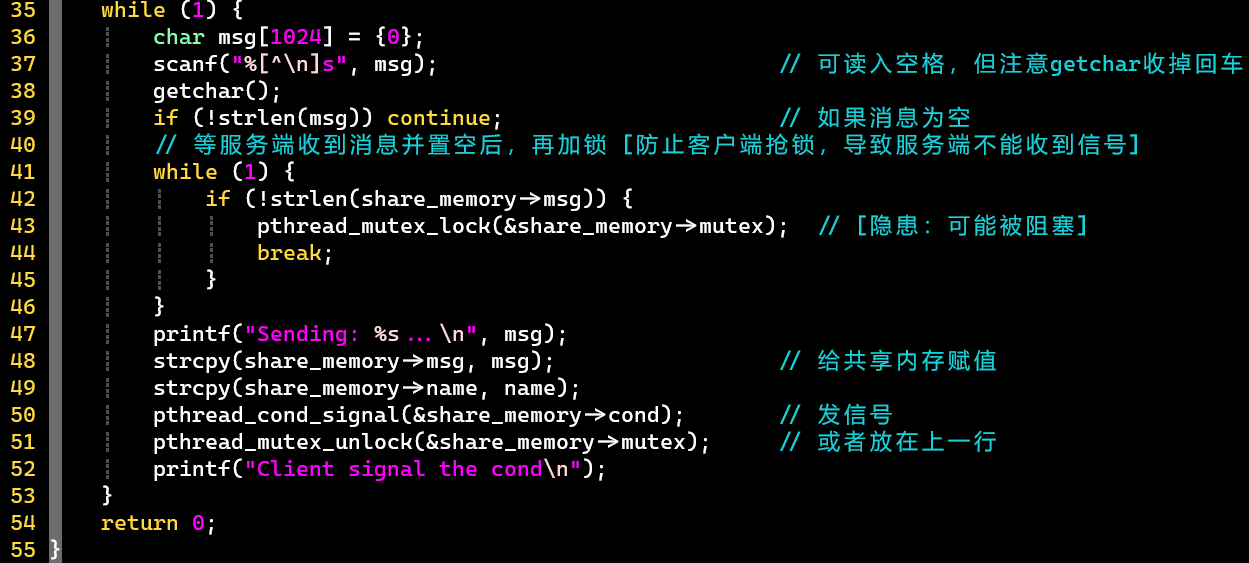 35 while (1) {
36 char msg[1024] = {0};
37 scanf("%[^\n]s", msg); // 可读入空格，但注意getchar收掉回车
38 getchar();
39 if (!strlen(msg)) continue; // 如果消息为空
40 // 等服务端收到消息并置空后，再加锁 [防止客户端抢锁，导致服务端不能收到信号]
41 while (1) {
42 if (!strlen(share_memory->msg)) {
43 pthread_mutex_lock(&share_memory->mutex); // [隐患：可能被阻塞]
44 break;
45 }
46 }
47 printf("Sending: %s...\n", msg);
48 strcpy(share_memory->msg, msg); // 给共享内存赋值
49 strcpy(share_memory->name, name);
50 pthread_cond_signal(&share_memory->cond); // 发信号
51 pthread_mutex_unlock(&share_memory->mutex); // 或者放在上一行
52 printf("Client signal the cond\n");
53 }
54 return 0;
55 }